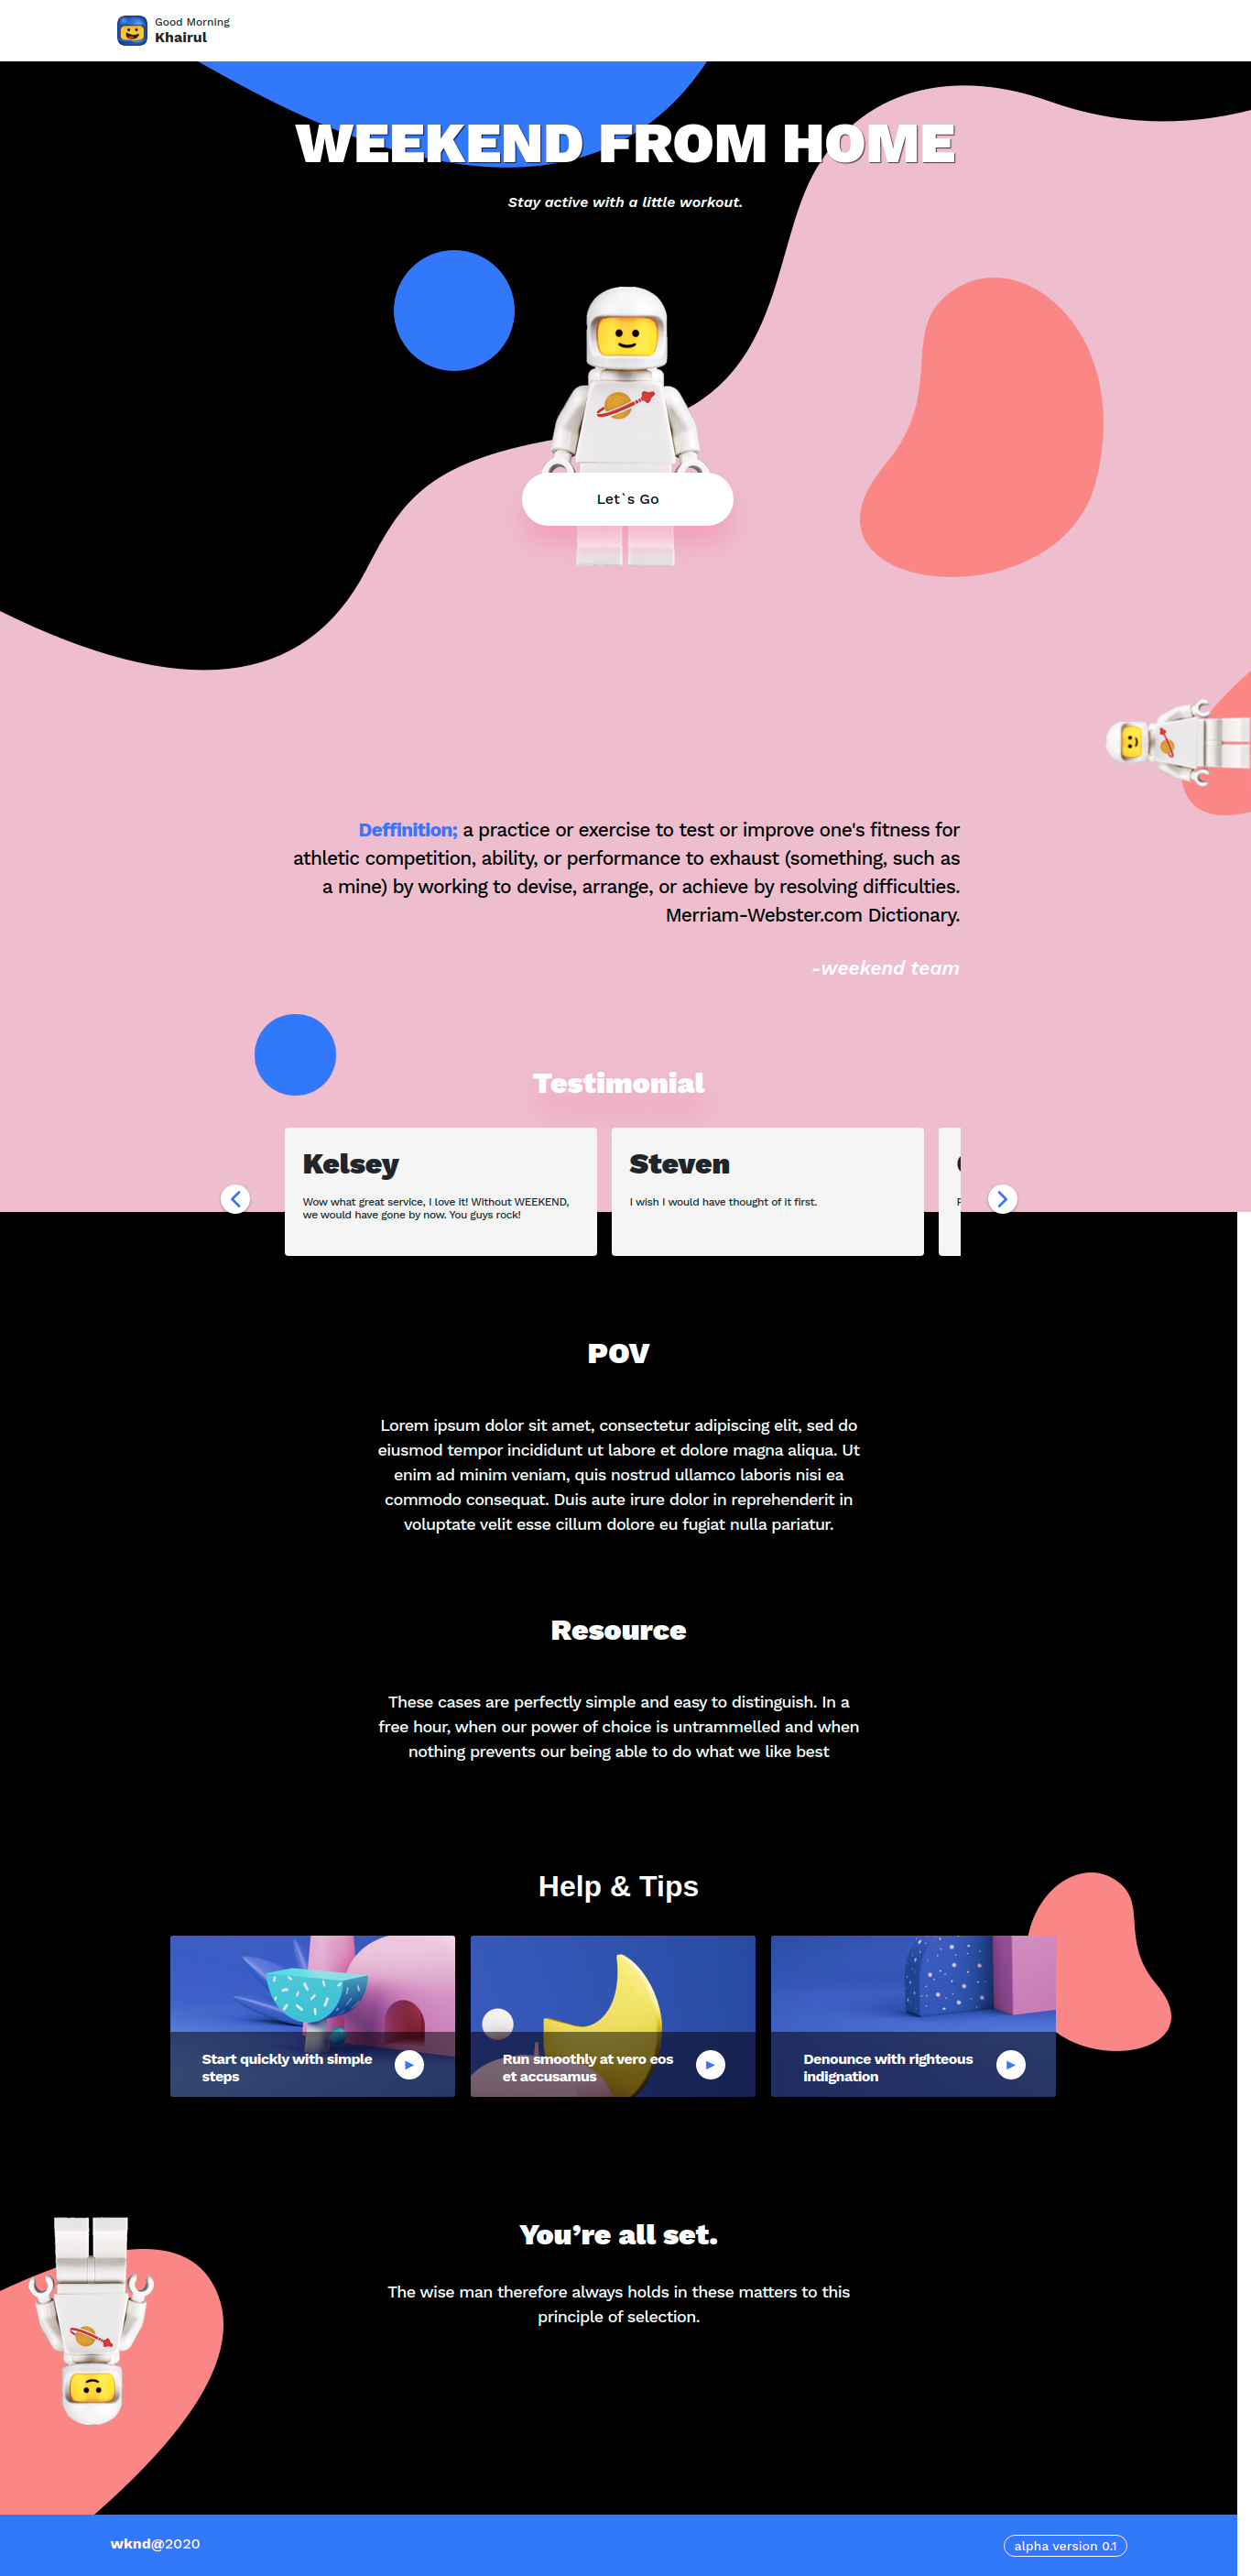 Good Morning
Khairul
WEEKEND FROM HOME
Stay active with a little workout.
Let`s Go
Deffinition; a practice or exercise to test or improve one's fitness for
athletic competition, ability, or performance to exhaust (something, such as
a mine) by working to devise, arrange, or achieve by resolving difficulties.
Merriam-Webster.com Dictionary.
-weekend team
Testimonial
Kelsey
Wow what great service, I love it! Without WEEKEND,
we would have gone by now. You guys rock!
Steven
I wish I would have thought of it first.
POV
Lorem ipsum dolor sit amet, consectetur adipiscing elit, sed do
eiusmod tempor incididunt ut labore et dolore magna aliqua. Ut
enim ad minim veniam, quis nostrud ullamco laboris nisi ea
commodo consequat. Duis aute irure dolor in reprehenderit in
voluptate velit esse cillum dolore eu fugiat nulla pariatur.
Resource
These cases are perfectly simple and easy to distinguish. In a
free hour, when our power of choice is untrammelled and when
nothing prevents our being able to do what we like best
Help & Tips
Start quickly with simple
steps
Run smoothly at vero eos
et accusamus
Denounce with righteous
indignation
You’re all set.
The wise man therefore always holds in these matters to this
principle of selection.
wknd@2020
alpha version 0.1